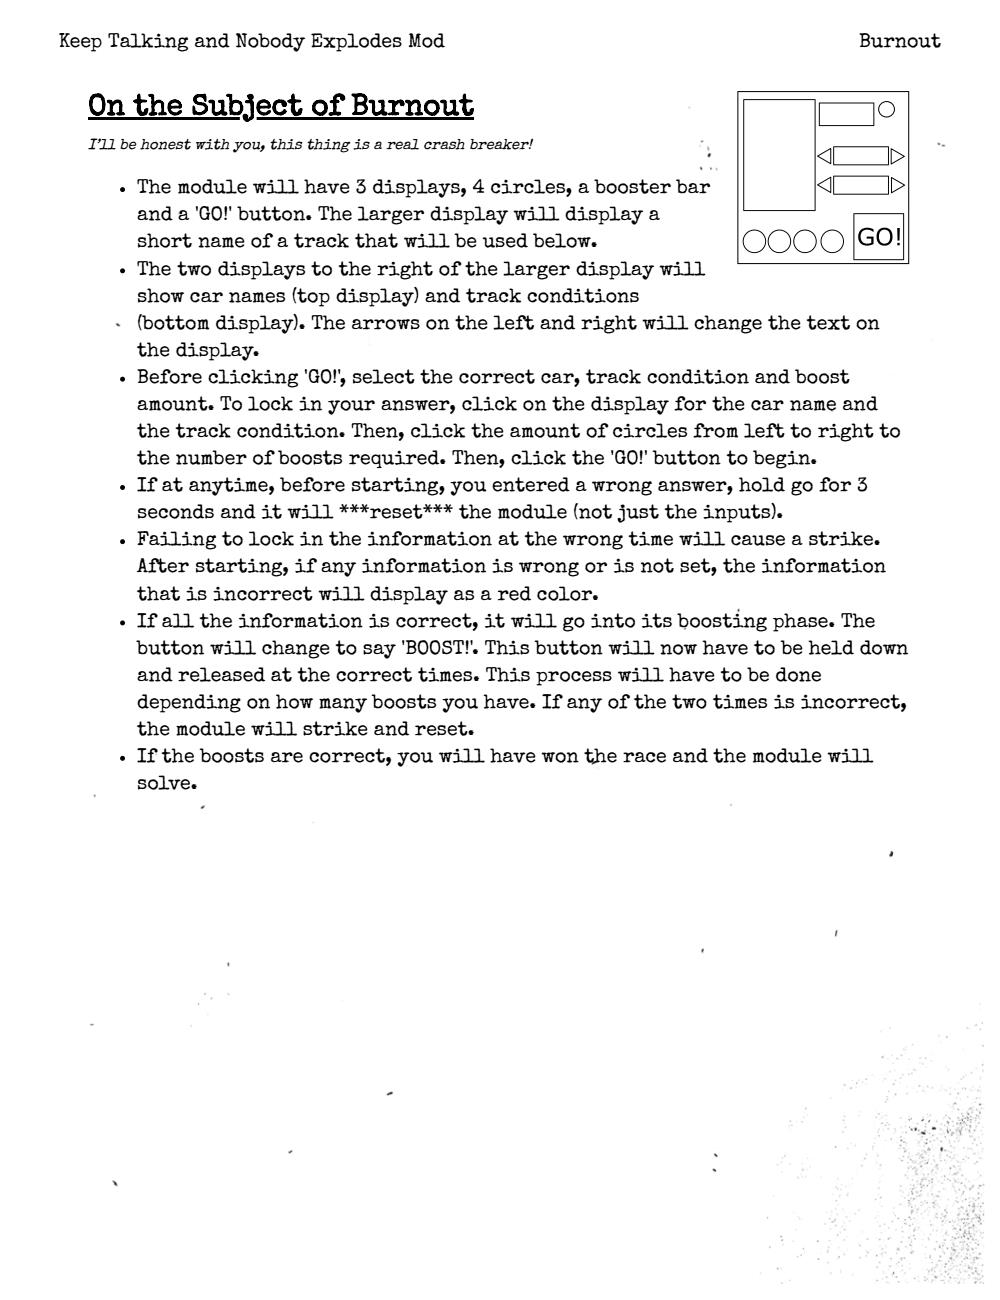 Keep Talking and Nobody Explodes Mod
Burnout
On the Subject of Burnout
I'll be honest with you, this thing is a real crash breaker!
GO!
• The module will have 3 displays, 4 circles, a booster bar
and a 'GO!' button. The larger display will display a
short name of a track that will be used below.
• The two displays to the right of the larger display will
show car names (top display) and track conditions
(bottom display). The arrows on the left and right will change the text on
the display.
• Before clicking 'GO!', select the correct car, track condition and boost
amount. To lock in your answer, click on the display for the car name and
the track condition. Then, click the amount of circles from left to right to
the number of boosts required. Then, click the 'GO!' button to begin.
• If at anytime, before starting, you entered a wrong answer, hold go for 3
seconds and it will ***reset*** the module (not just the inputs).
• Failing to lock in the information at the wrong time will cause a strike.
After starting, if any information is wrong or is not set, the information
that is incorrect will display as a red color.
• If all the information is correct, it will go into its boosting phase. The
button will change to say 'BOOST!'. This button will now have to be held down
and released at the correct times. This process will have to be done
depending on how many boosts you have. If any of the two times is incorrect,
the module will strike and reset.
• If the boosts are correct, you will have won the race and the module will
solve.